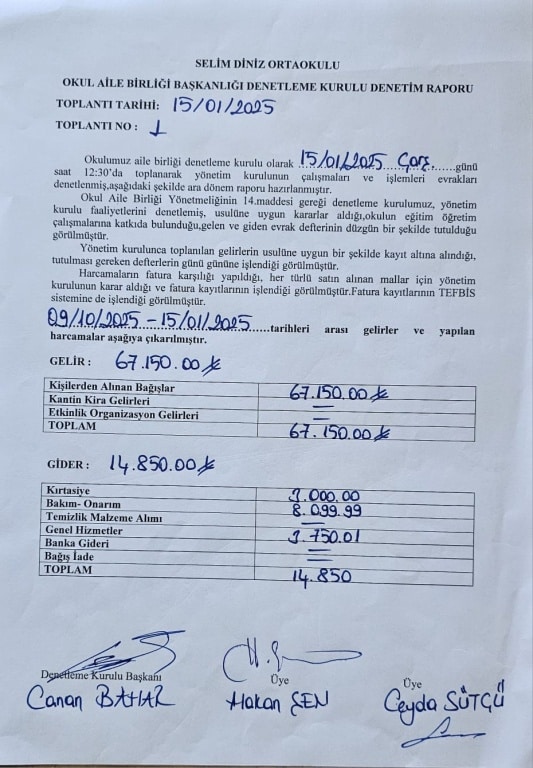 SELİM DİNİZ ORTAOKULU
OKUL AİLE BİRLİĞİ BAŞKANLIĞI DENETLEME KURULU DENETİM RAPORU
TOPLANTI TARİHİ: 15/01/2025
TOPLANTI NO : 1
Okulumuz aile birliği denetleme kurulu olarak 15/01/2025 Çarş.......günü
saat 12:30'da toplanarak yönetim kurulunun çalışmaları ve işlemleri evrakları
denetlenmiş,aşağıdaki şekilde ara dönem raporu hazırlanmıştır.
Okul Aile Birliği Yönetmeliğinin 14.maddesi gereği denetleme kurulumuz, yönetim
kurulu faaliyetlerini denetlemiş, usulüne uygun kararlar aldığı,okulun eğitim öğretim
çalışmalarına katkıda bulunduğu,gelen ve giden evrak defterinin düzgün bir şekilde tutulduğu
görülmüştür.
Yönetim kurulunca toplanılan gelirlerin usulüne uygun bir şekilde kayıt altına alındığı,
tutulması gereken defterlerin günü gününe işlendiği görülmüştür.
Harcamaların fatura karşılığı yapıldığı, her türlü satın alınan mallar için yönetim
kurulunun karar aldığı ve fatura kayıtlarının işlendiği görülmüştür.Fatura kayıtlarının TEFBİS
sistemine de işlendiği görülmüştür.
09/10/2025 - 15/01/2025......tarihleri arası gelirler ve yapılan
harcamalar aşağıya çıkarılmıştır.
GELİR : 67.150.00 ₺
Kişilerden Alınan Bağışlar 67.150.00 ₺
Kantin Kira Gelirleri —
Etkinlik Organizasyon Gelirleri —
TOPLAM 67.150.00 ₺
GİDER : 14.850.00 ₺
Kırtasiye 3.000.00
Bakım- Onarım 8.099.99
Temizlik Malzeme Alımı —
Genel Hizmetler 3.750.01
Banka Gideri —
Bağış İade —
TOPLAM 14.850
Denetleme Kurulu Başkanı Üye Üye
Canan BAHAR Hakan ŞEN Ceyda SÜTÇÜ